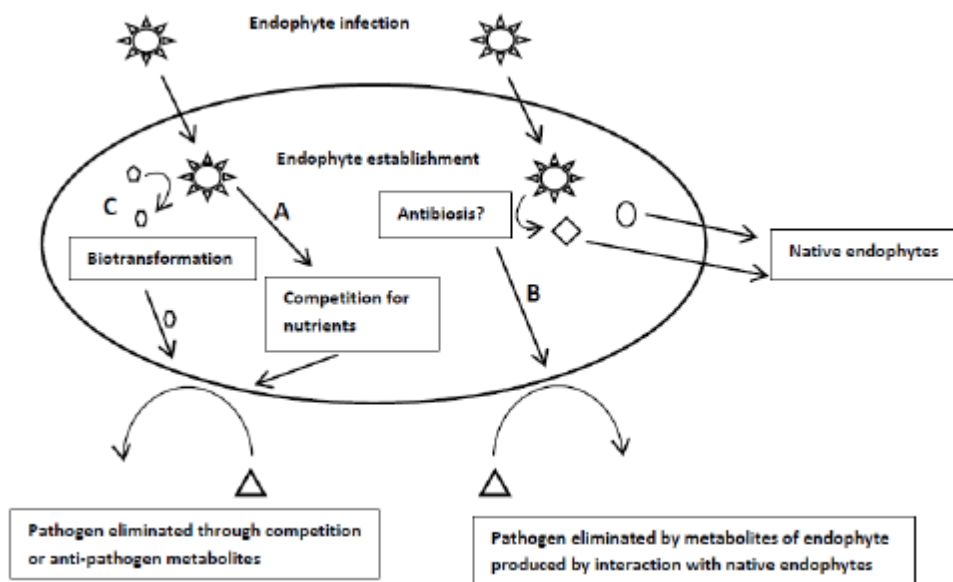 Endophyte infection
Endophyte establishment
C
A
Antibiosis?
Biotransformation
Native endophytes
B
Competition for
nutrients
Pathogen eliminated through competition
or anti-pathogen metabolites
Pathogen eliminated by metabolites of endophyte
produced by interaction with native endophytes